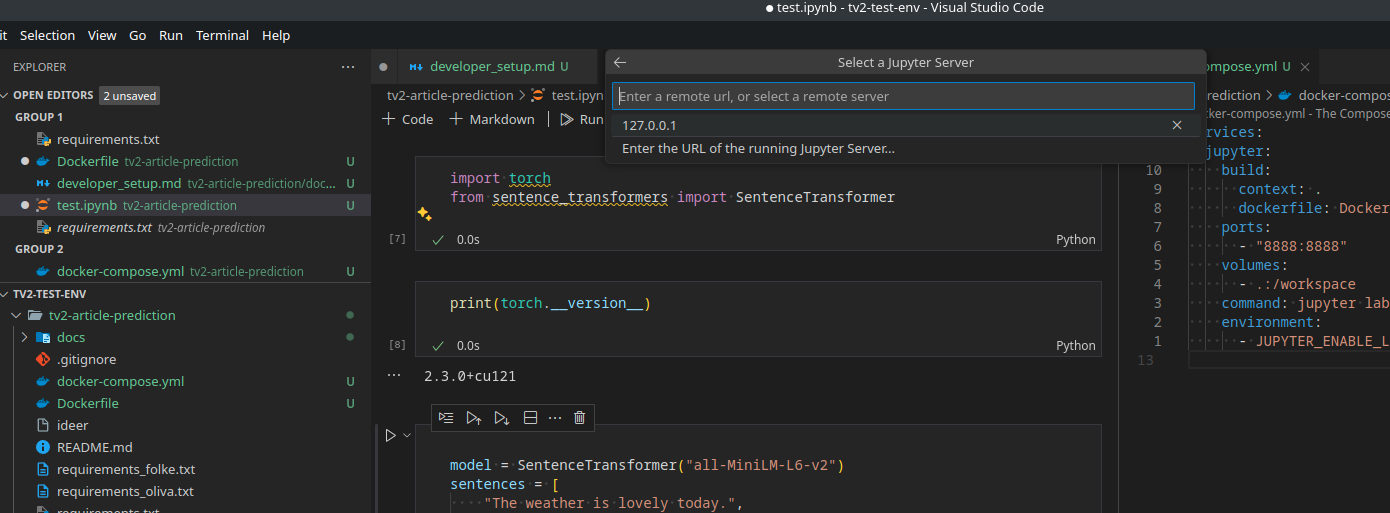 test.ipynb - tv2-test-env - Visual Studio Code
it Selection View Go Run Terminal Help
EXPLORER
OPEN EDITORS 2 unsaved
GROUP 1
requirements.txt
Dockerfile tv2-article-prediction U
developer_setup.md tv2-article-prediction/doc... U
test.ipynb tv2-article-prediction U
requirements.txt tv2-article-prediction
GROUP 2
docker-compose.yml tv2-article-prediction U
TV2-TEST-ENV
tv2-article-prediction
docs
.gitignore
docker-compose.yml U
Dockerfile U
ideer
README.md
requirements_folke.txt
requirements_oliva.txt
requirements.txt
developer_setup.md U
tv2-article-prediction > test.ipyn
+ Code + Markdown Run
Select a Jupyter Server
Enter a remote url, or select a remote server
127.0.0.1
Enter the URL of the running Jupyter Server...
import torch
from sentence_transformers import SentenceTransformer
[7] 0.0s Python
print(torch.__version__)
[8] 0.0s Python
... 2.3.0+cu121
model = SentenceTransformer("all-MiniLM-L6-v2")
sentences = [
"The weather is lovely today.",
ompose.yml U
rediction > docker-compos
cker-compose.yml - The Compose
rvices:
jupyter:
10 build:
9 context: .
8 dockerfile: Docker
7 ports:
6 - "8888:8888"
5 volumes:
4 - .:/workspace
3 command: jupyter lab
2 environment:
1 - JUPYTER_ENABLE_L
13